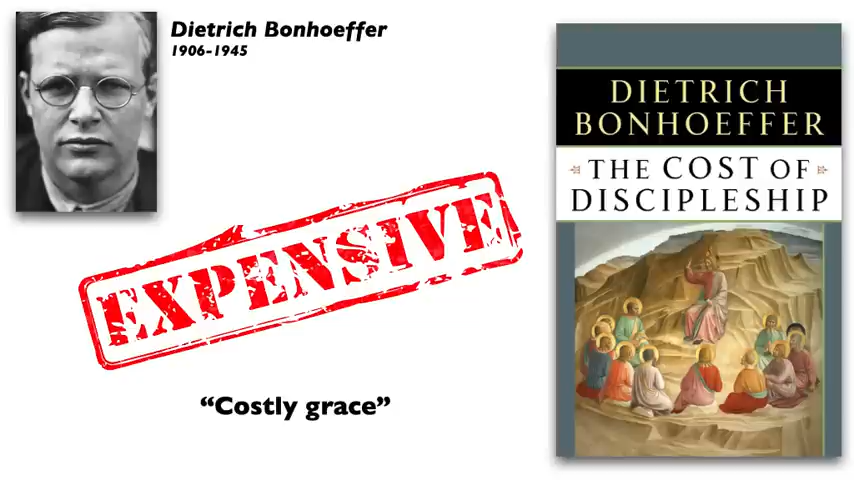 Dietrich Bonhoeffer
1906-1945
EXPENSIVE
“Costly grace”
DIETRICH
BONHOEFFER
THE COST OF
DISCIPLESHIP